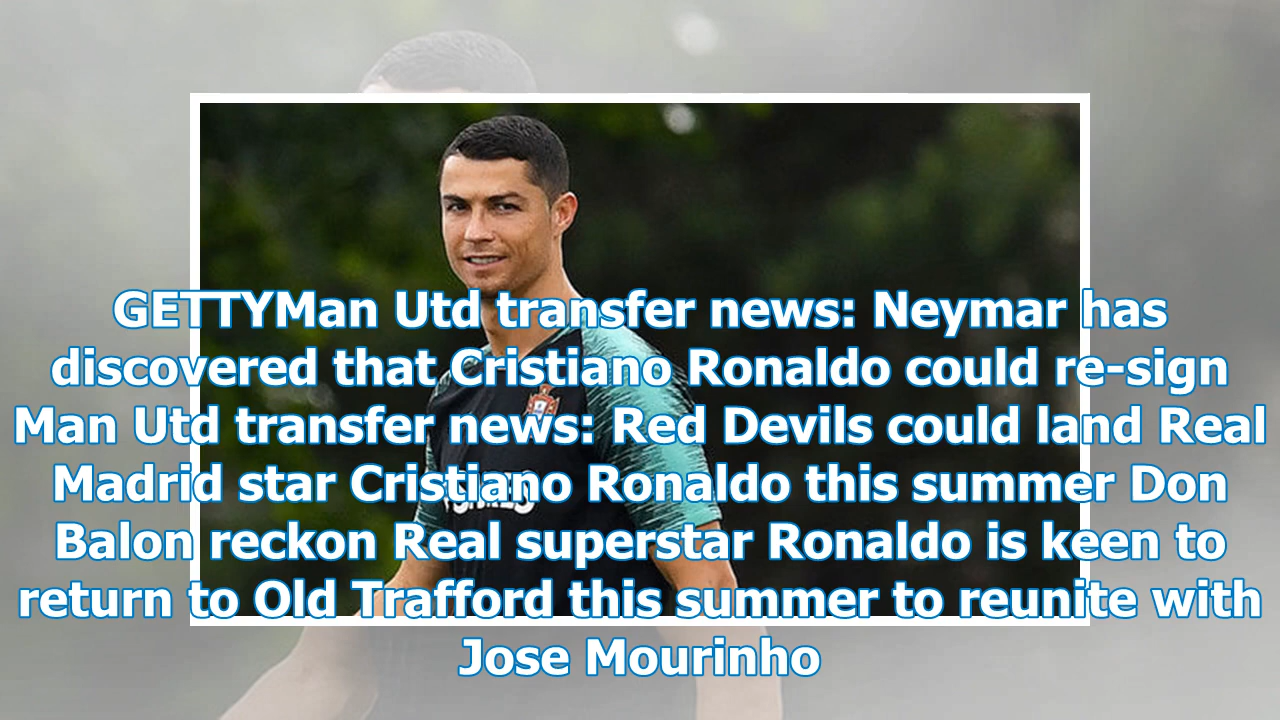 GETTYMan Utd transfer news: Neymar has
discovered that Cristiano Ronaldo could re-sign
Man Utd transfer news: Red Devils could land Real
Madrid star Cristiano Ronaldo this summer Don
Balon reckon Real superstar Ronaldo is keen to
return to Old Trafford this summer to reunite with
Jose Mourinho